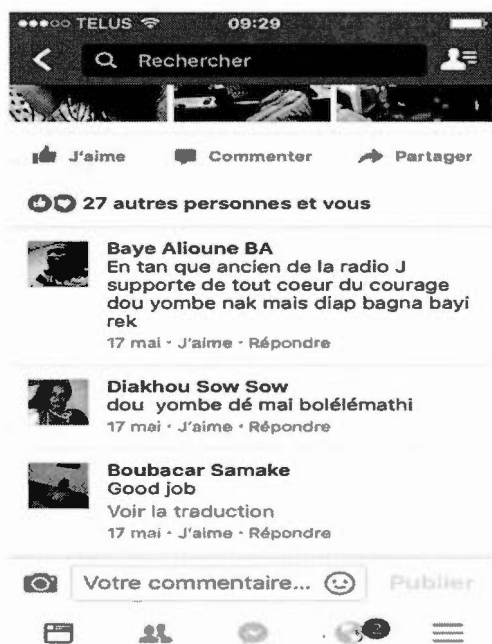 TELUS 09:29
Rechercher
J'aime Commenter Partager
27 autres personnes et vous
Baye Alioune BA
En tan que ancien de la radio J
supporte de tout coeur du courage
dou yombe nak mais diap bagna bayi
rek
17 mai · J'aime · Répondre
Diakhou Sow Sow
dou yombe dé mai bolélémathi
17 mai · J'aime · Répondre
Boubacar Samake
Good job
Voir la traduction
17 mai · J'aime · Répondre
Votre commentaire... Publier
2